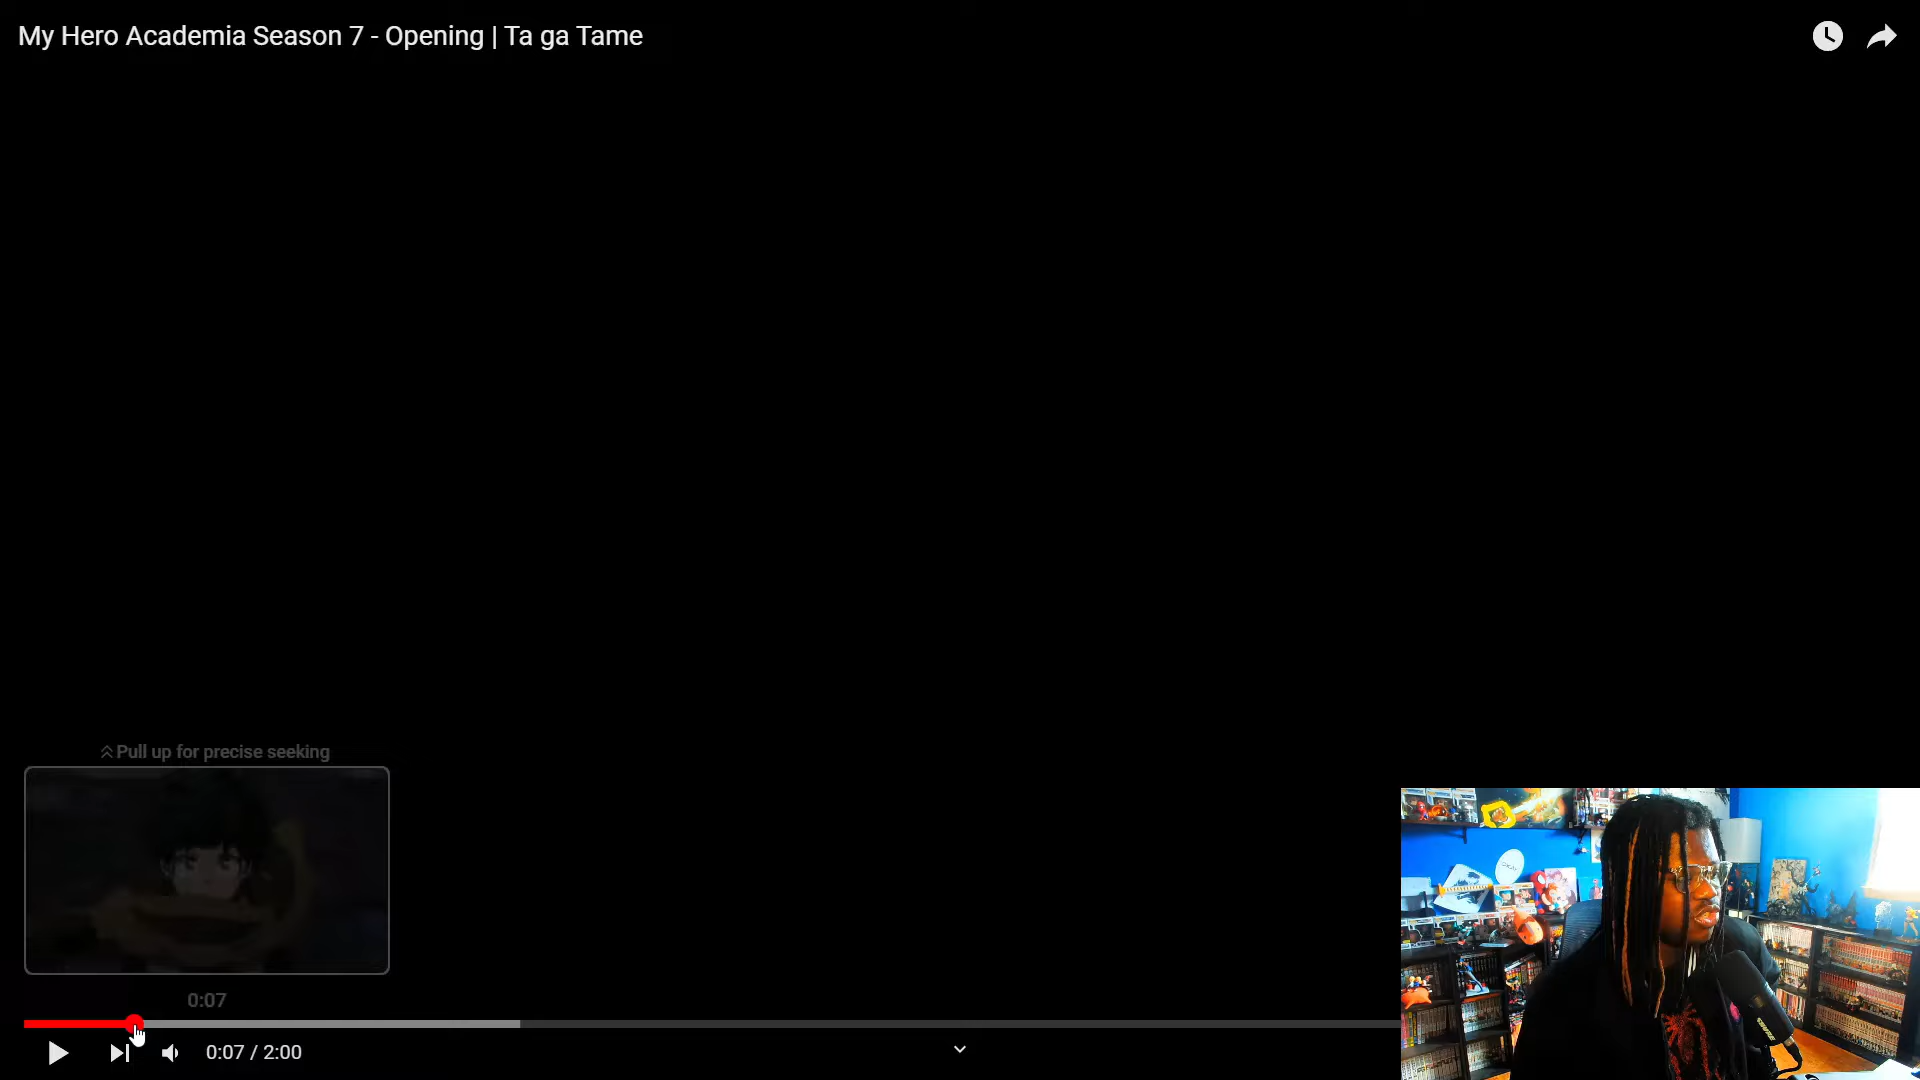 My Hero Academia Season 7 - Opening | Ta ga Tame
Pull up for precise seeking
0:07
0:07 / 2:00